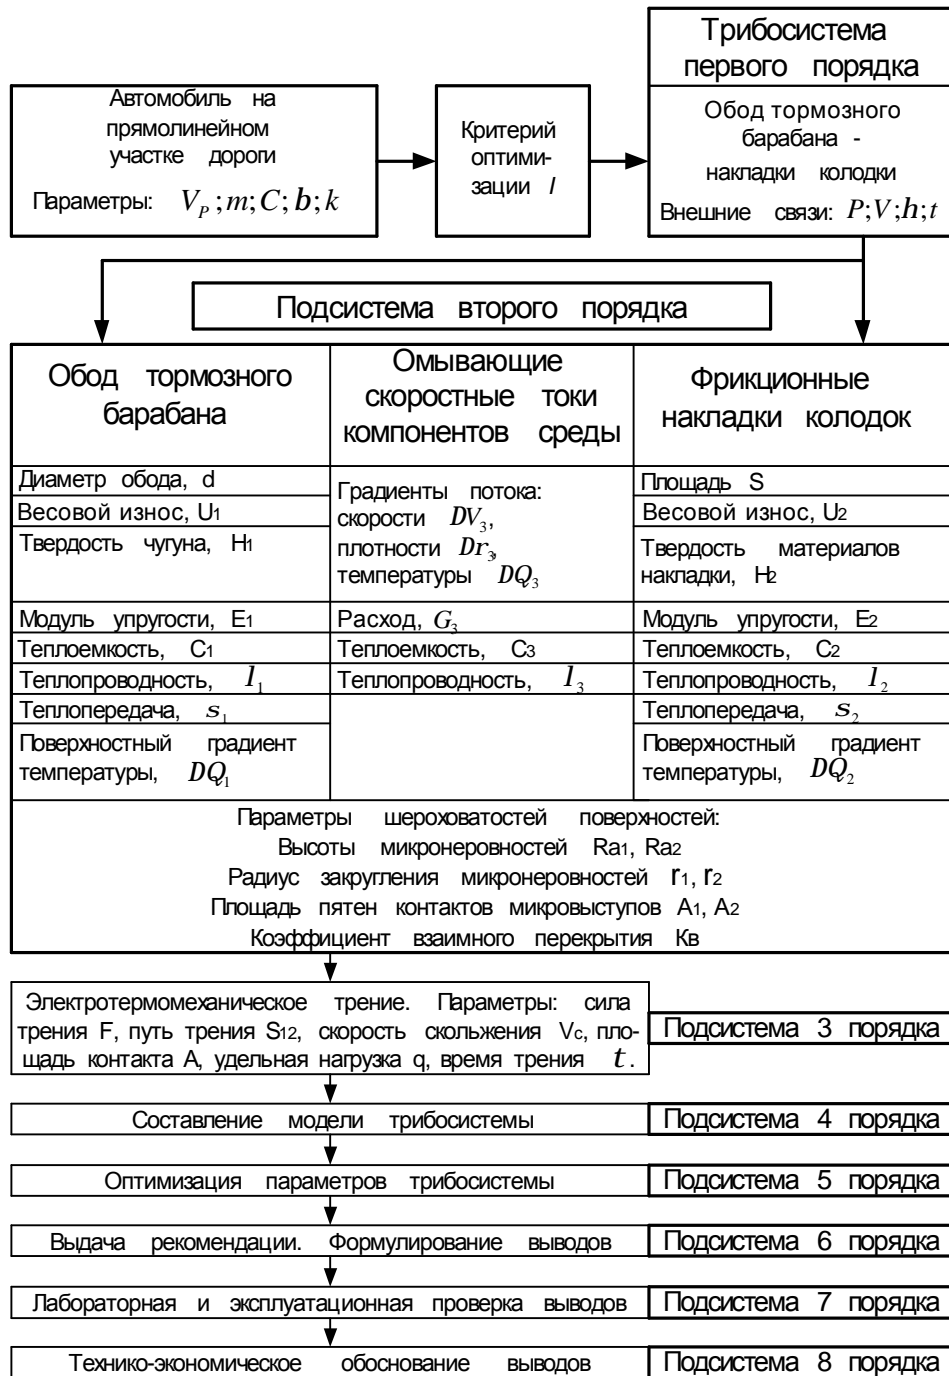 Автомобиль на
прямолинейном
участке дороги
Параметры: V_P; m; C; b; k
Критерий
оптими-
зации l
Трибосистема
первого порядка
Обод тормозного
барабана -
накладки колодки
Внешние связи: P; V; h; t
Подсистема второго порядка
Обод тормозного
барабана
Диаметр обода, d
Весовой износ, U1
Твердость чугуна, H1
Модуль упругости, E1
Теплоемкость, C1
Теплопроводность, l1
Теплопередача, s1
Поверхностный градиент
температуры, DQ1
Омывающие
скоростные токи
компонентов среды
Градиенты потока:
скорости DV3,
плотности Dr3,
температуры DQ3
Расход, G3
Теплоемкость, C3
Теплопроводность, l3
Фрикционные
накладки колодок
Площадь S
Весовой износ, U2
Твердость материалов
накладки, H2
Модуль упругости, E2
Теплоемкость, C2
Теплопроводность, l2
Теплопередача, s2
Поверхностный градиент
температуры, DQ2
Параметры шероховатостей поверхностей:
Высоты микронеровностей Ra1, Ra2
Радиус закругления микронеровностей r1, r2
Площадь пятен контактов микровыступов A1, A2
Коэффициент взаимного перекрытия Кв
Электротермомеханическое трение. Параметры: сила
трения F, путь трения S12, скорость скольжения Vc, пло-
щадь контакта A, удельная нагрузка q, время трения t.
Подсистема 3 порядка
Составление модели трибосистемы
Подсистема 4 порядка
Оптимизация параметров трибосистемы
Подсистема 5 порядка
Выдача рекомендации. Формулирование выводов
Подсистема 6 порядка
Лабораторная и эксплуатационная проверка выводов
Подсистема 7 порядка
Технико-экономическое обоснование выводов
Подсистема 8 порядка